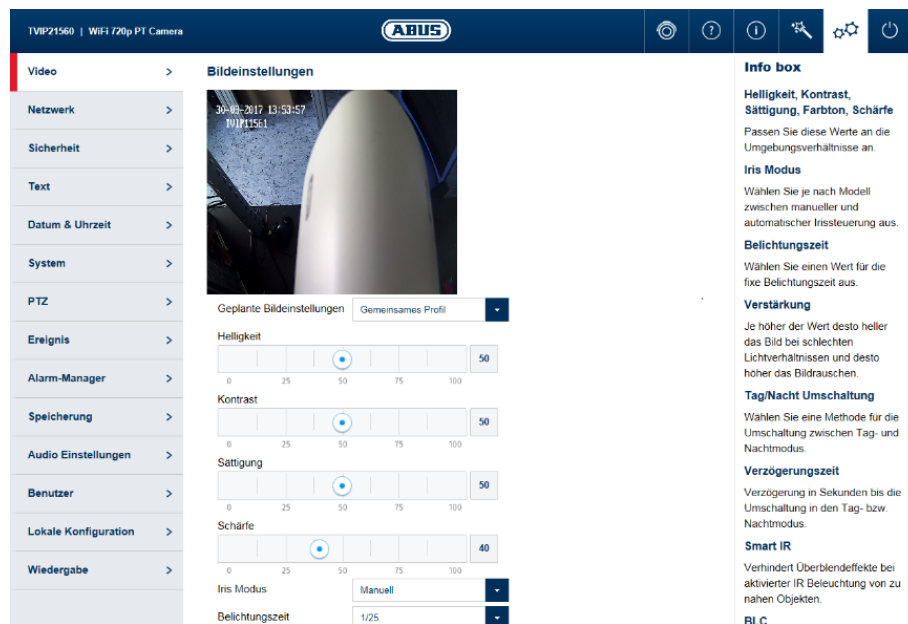 TVIP21560 | WiFi 720p PT Camera
ABUS
Video
Netzwerk
Sicherheit
Text
Datum & Uhrzeit
System
PTZ
Ereignis
Alarm-Manager
Speicherung
Audio Einstellungen
Benutzer
Lokale Konfiguration
Wiedergabe
Bildeinstellungen
30-03-2017 13:53:57
TVIP11561
Geplante Bildeinstellungen Gemeinsames Profil
Helligkeit
50
0 25 50 75 100
Kontrast
50
0 25 50 75 100
Sättigung
50
0 25 50 75 100
Schärfe
40
0 25 50 75 100
Iris Modus Manuell
Belichtungszeit 1/25
Info box
Helligkeit, Kontrast,
Sättigung, Farbton, Schärfe
Passen Sie diese Werte an die
Umgebungsverhältnisse an.
Iris Modus
Wählen Sie je nach Modell
zwischen manueller und
automatischer Irissteuerung aus.
Belichtungszeit
Wählen Sie einen Wert für die
fixe Belichtungszeit aus.
Verstärkung
Je höher der Wert desto heller
das Bild bei schlechten
Lichtverhältnissen und desto
höher das Bildrauschen.
Tag/Nacht Umschaltung
Wählen Sie eine Methode für die
Umschaltung zwischen Tag- und
Nachtmodus.
Verzögerungszeit
Verzögerung in Sekunden bis die
Umschaltung in den Tag- bzw.
Nachtmodus.
Smart IR
Verhindert Überblendeffekte bei
aktivierter IR Beleuchtung von zu
nahen Objekten.
BLC